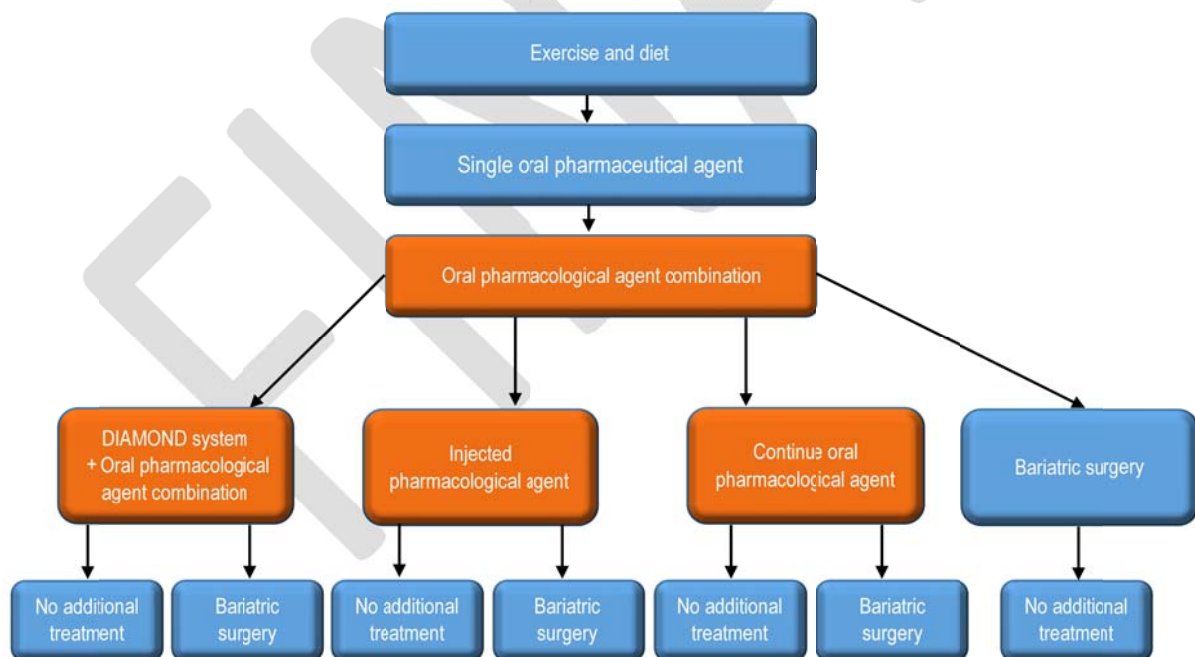 Exercise and diet
Single oral pharmaceutical agent
Oral pharmacological agent combination
DIAMOND system
+ Oral pharmacological
agent combination
Injected
pharmacological agent
Continue oral
pharmacological agent
Bariatric surgery
No additional
treatment
Bariatric
surgery
No additional
treatment
Bariatric
surgery
No additional
treatment
Bariatric
surgery
No additional
treatment